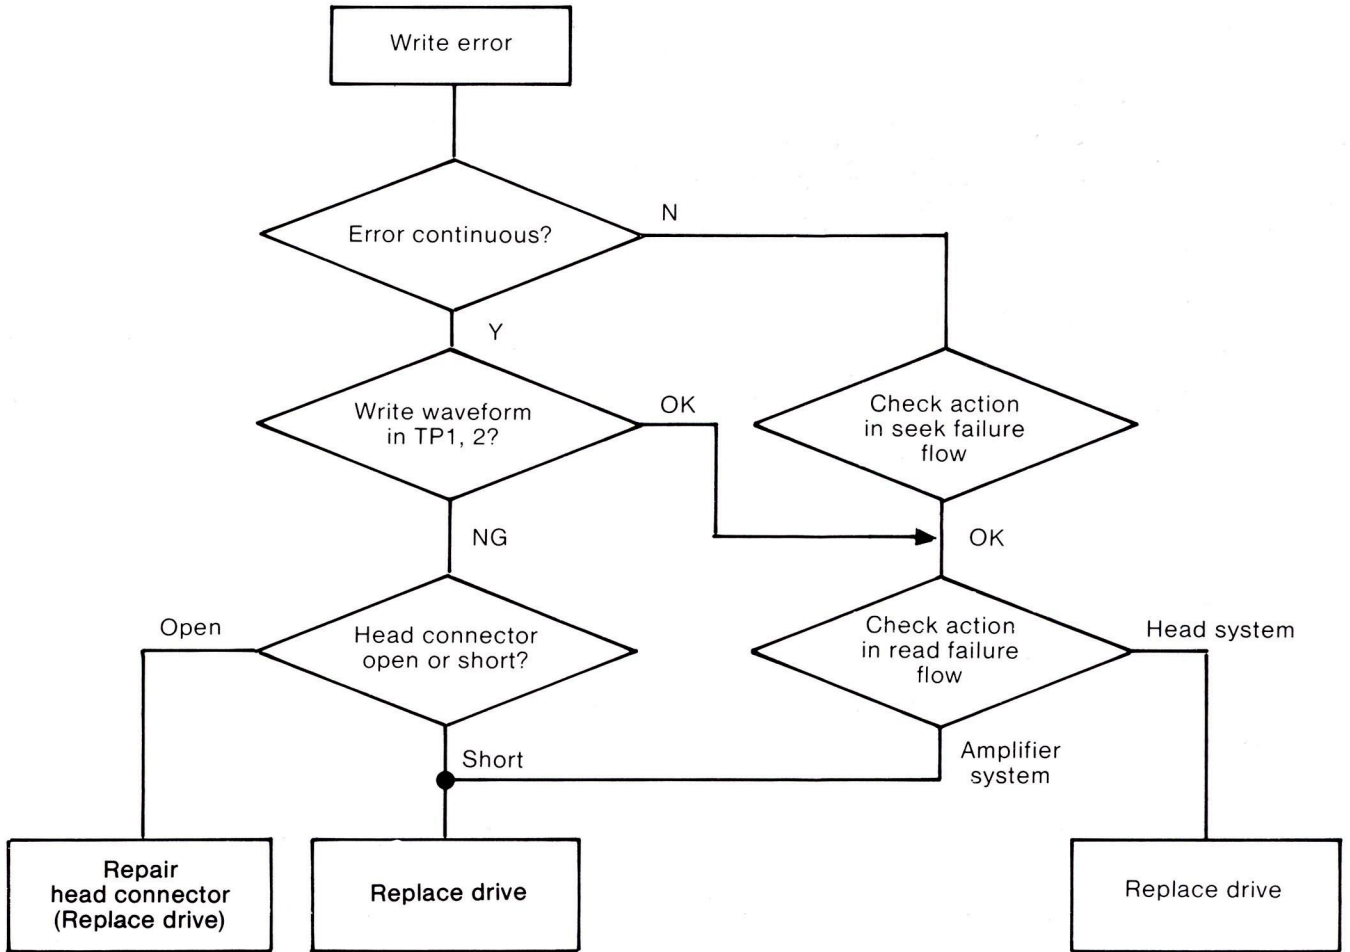 Write error
Error continuous?
N
Y
Write waveform
in TP1, 2?
OK
Check action
in seek failure
flow
NG
OK
Open
Head connector
open or short?
Check action
in read failure
flow
Head system
Short
Amplifier
system
Repair
head connector
(Replace drive)
Replace drive
Replace drive